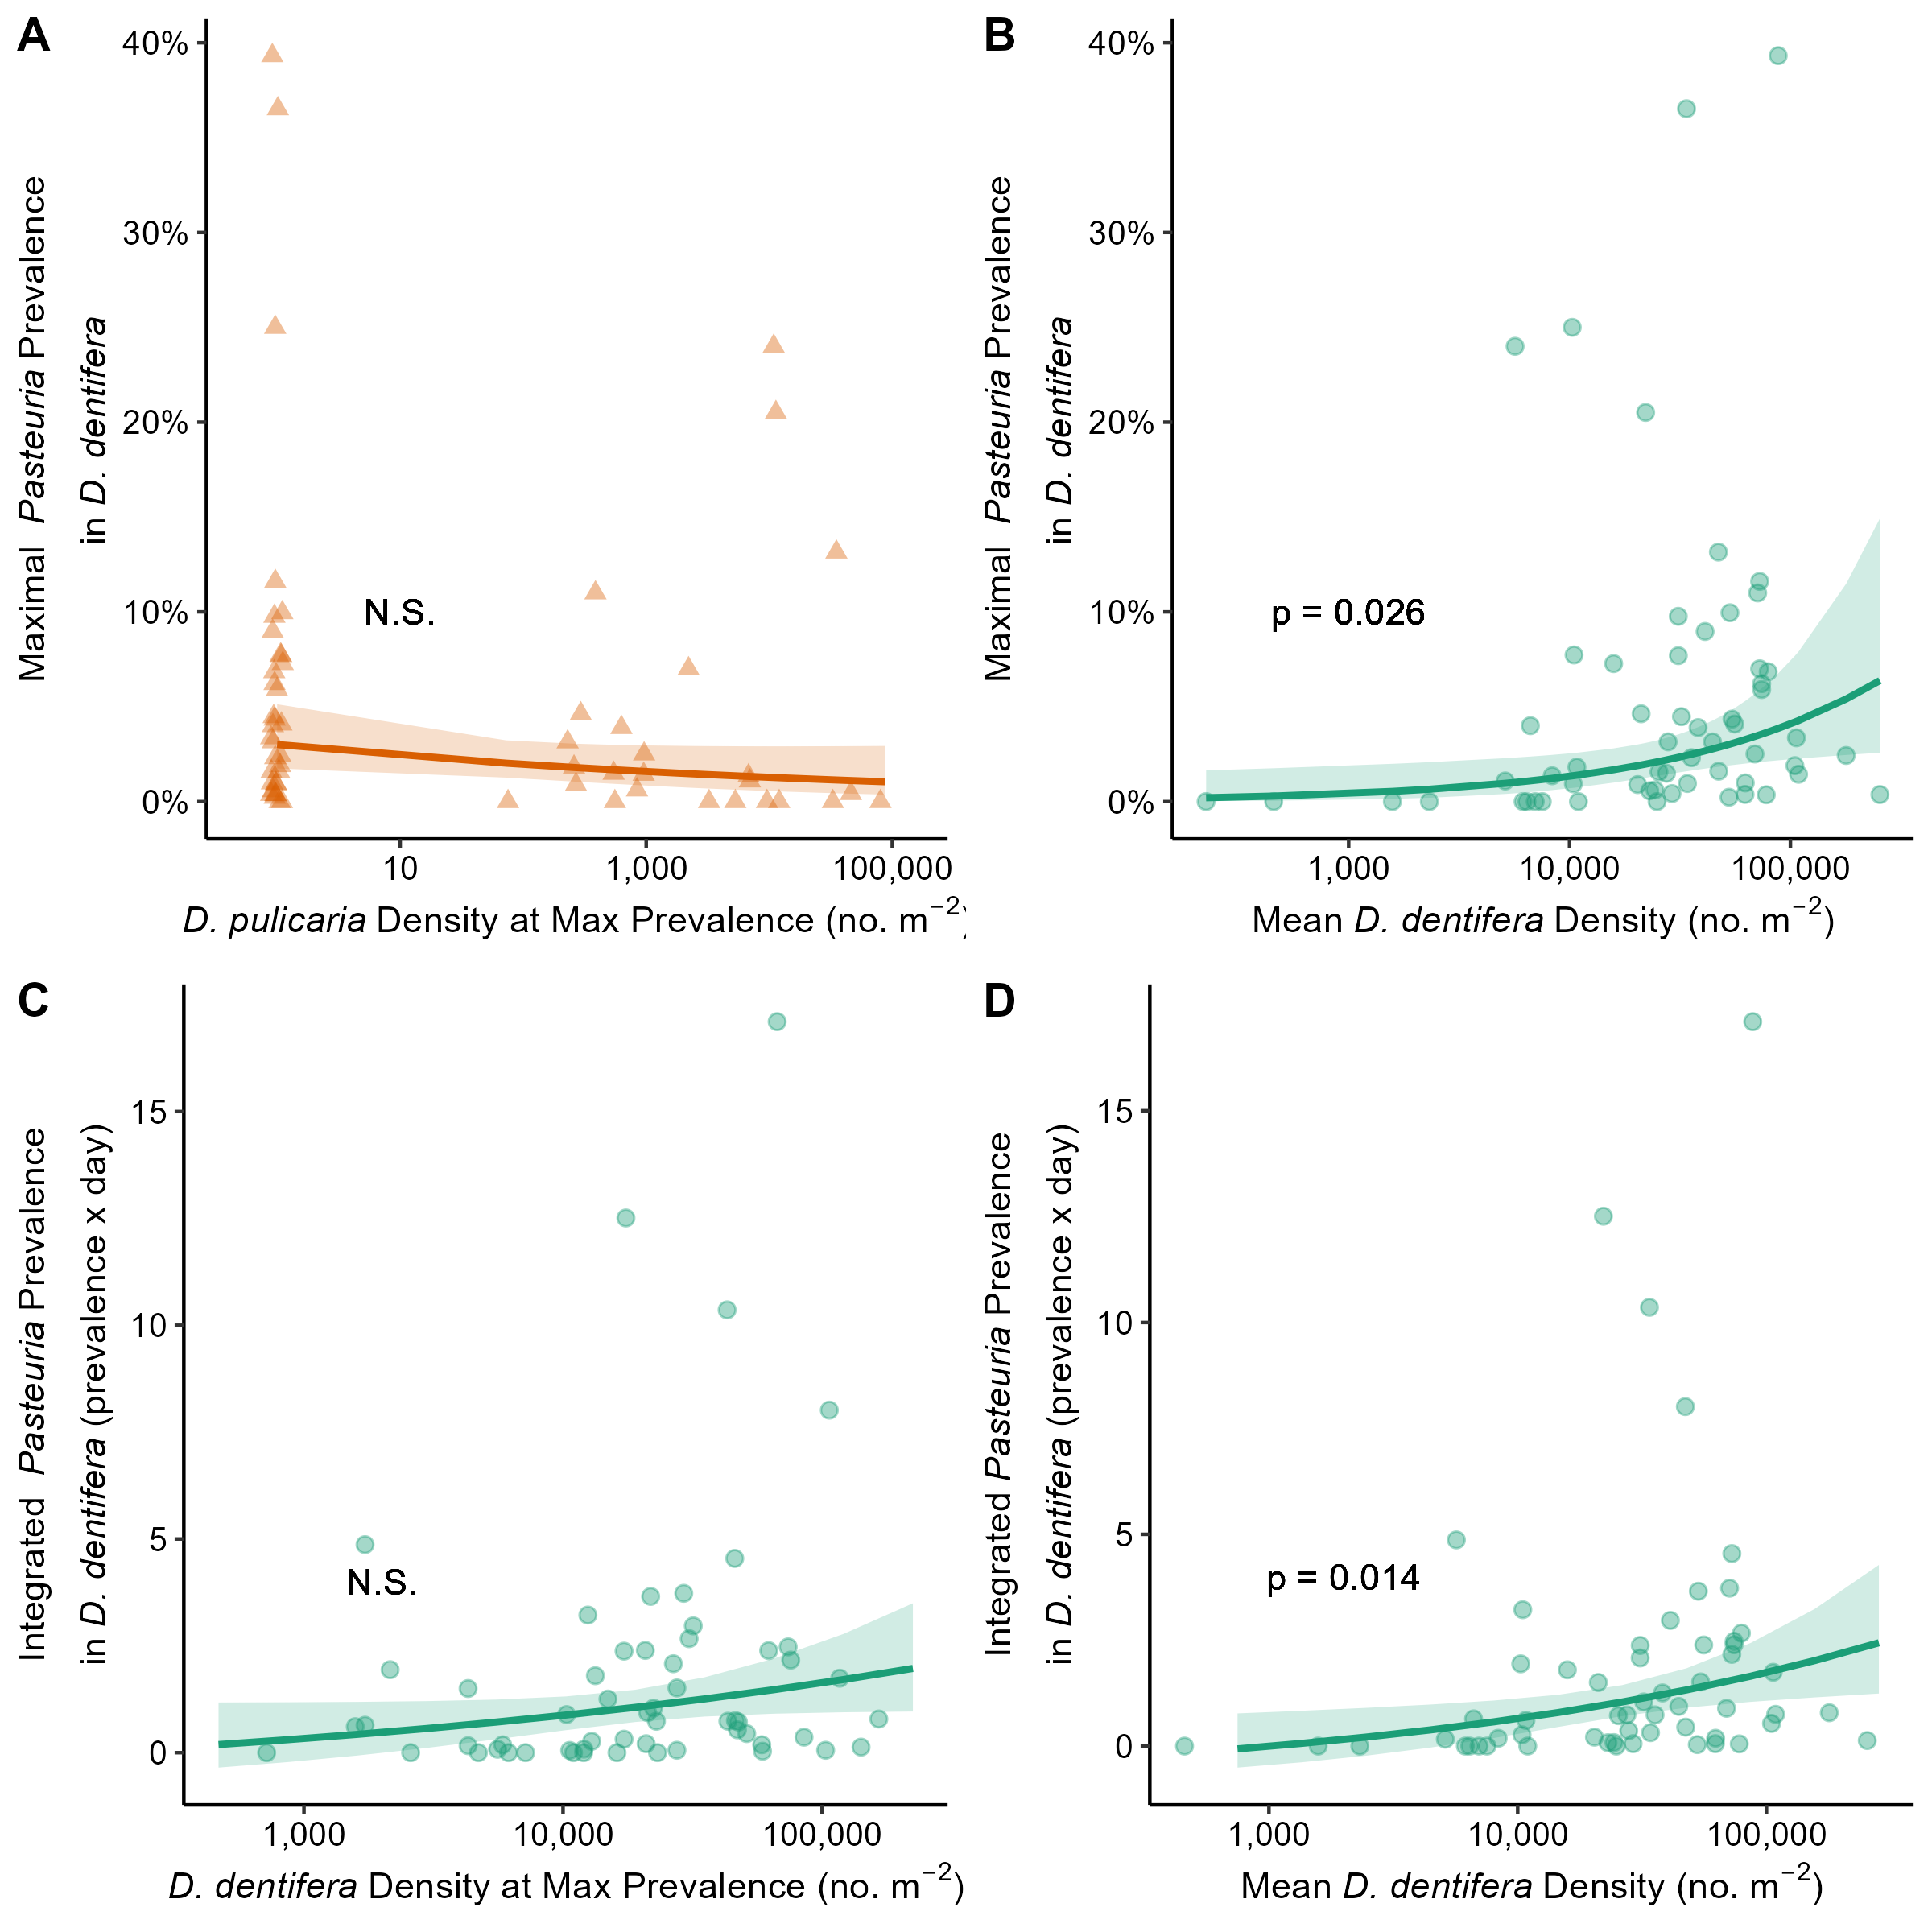 A
40%
30%
20%
10%
0%
Maximal Pasteuria Prevalence
in D. dentifera
N.S.
10
1,000
100,000
D. pulicaria Density at Max Prevalence (no. m⁻²)
B
40%
30%
20%
10%
0%
Maximal Pasteuria Prevalence
in D. dentifera
p = 0.026
1,000
10,000
100,000
Mean D. dentifera Density (no. m⁻²)
C
15
10
5
0
Integrated Pasteuria Prevalence
in D. dentifera (prevalence x day)
N.S.
1,000
10,000
100,000
D. dentifera Density at Max Prevalence (no. m⁻²)
D
15
10
5
0
Integrated Pasteuria Prevalence
in D. dentifera (prevalence x day)
p = 0.014
1,000
10,000
100,000
Mean D. dentifera Density (no. m⁻²)